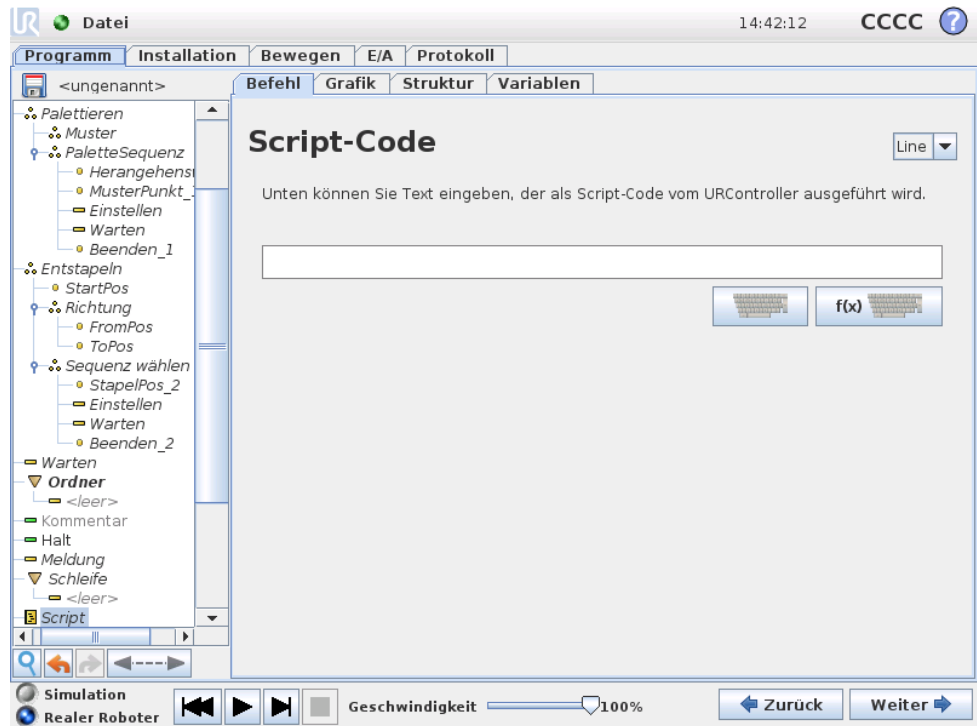 UR Datei 14:42:12 CCCC ?
Programm Installation Bewegen E/A Protokoll
<ungenannt>
Befehl Grafik Struktur Variablen
Palettieren
Muster
PaletteSequenz
Herangehens
MusterPunkt_
Einstellen
Warten
Beenden_1
Entstapeln
StartPos
Richtung
FromPos
ToPos
Sequenz wählen
StapelPos_2
Einstellen
Warten
Beenden_2
Warten
Ordner
<leer>
Kommentar
Halt
Meldung
Schleife
<leer>
Script
Script-Code
Line
Unten können Sie Text eingeben, der als Script-Code vom URController ausgeführt wird.
f(x)
Simulation
Realer Roboter
Geschwindigkeit 100%
Zurück Weiter